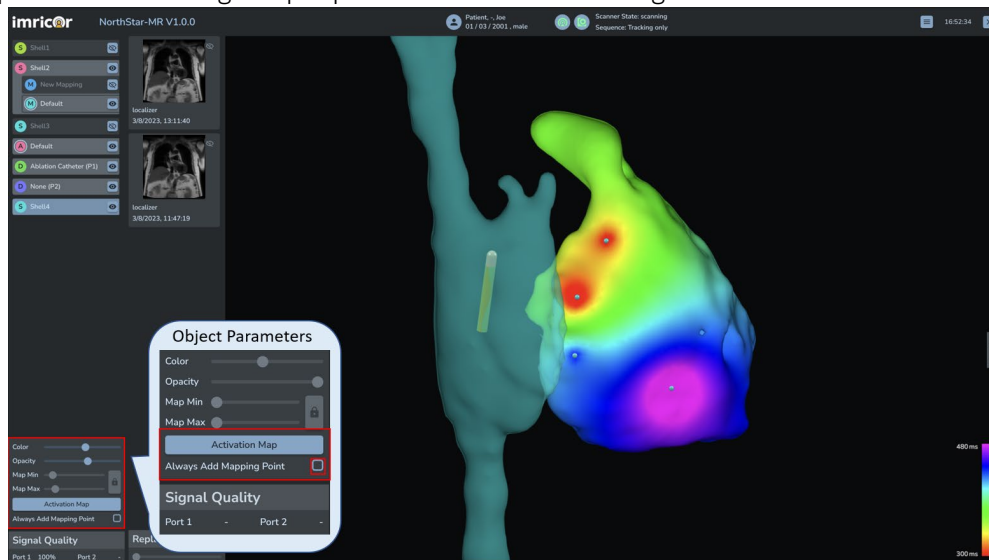 imricor
NorthStar-MR V1.0.0
Patient, -, Joe
01 / 03 / 2001 , male
Scanner State: scanning
Sequence: Tracking only
16:52:34
S Shell1
S Shell2
M New Mapping
M Default
S Shell3
A Default
D Ablation Catheter (P1)
D None (P2)
S Shell4
localizer
3/8/2023, 13:11:40
localizer
3/8/2023, 11:47:19
Object Parameters
Color
Opacity
Map Min
Map Max
Activation Map
Always Add Mapping Point
Signal Quality
Port 1 - Port 2 -
Color
Opacity
Map Min
Map Max
Activation Map
Always Add Mapping Point
Signal Quality
Port 1 100% Port 2 -
480 ms
300 ms